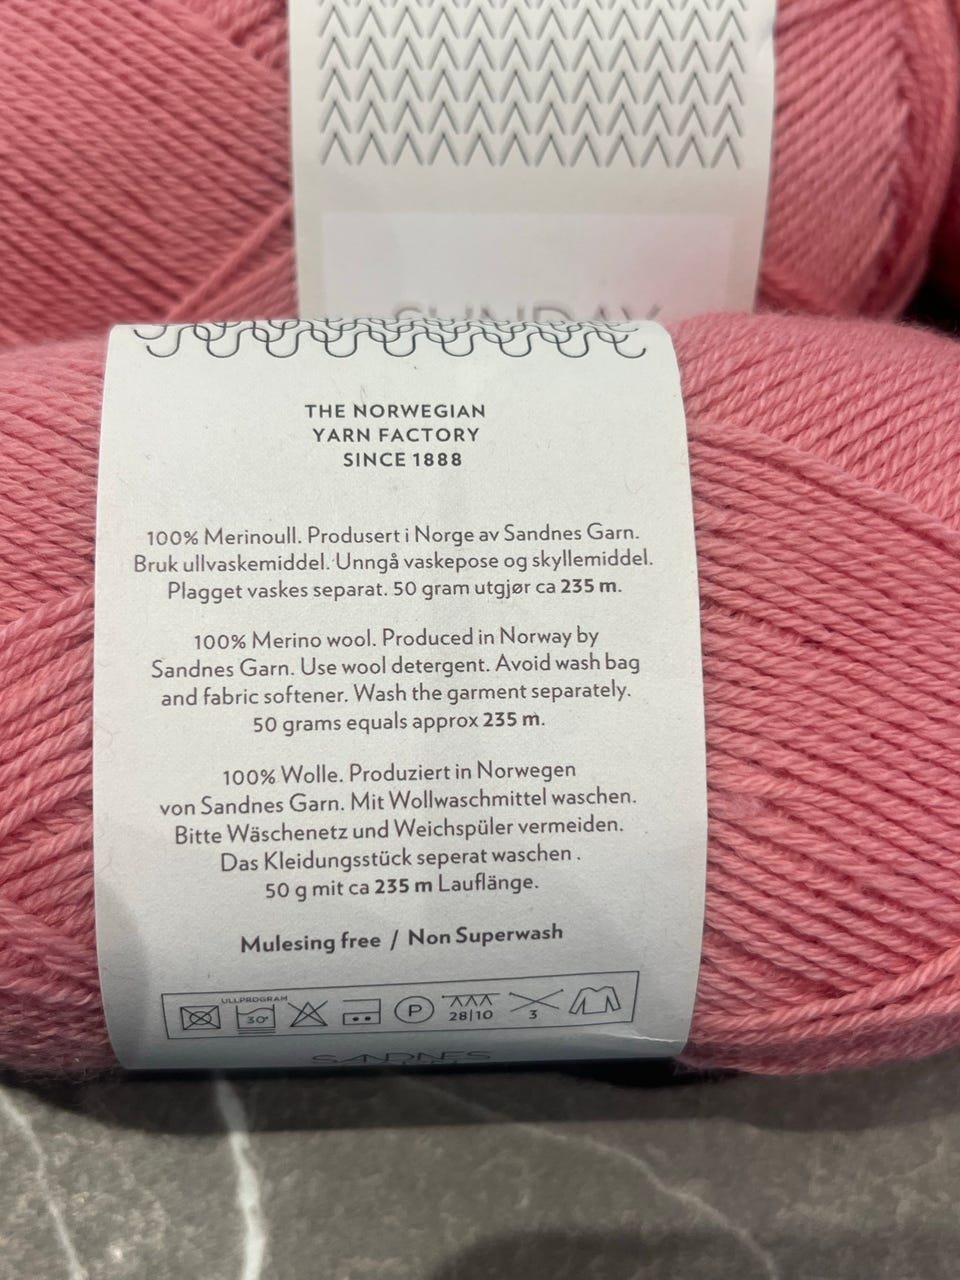 SUNDAY
THE NORWEGIAN
YARN FACTORY
SINCE 1888
100% Merinoull. Produsert i Norge av Sandnes Garn.
Bruk ullvaskemiddel. Unngå vaskepose og skyllemiddel.
Plagget vaskes separat. 50 gram utgjør ca 235 m.
100% Merino wool. Produced in Norway by
Sandnes Garn. Use wool detergent. Avoid wash bag
and fabric softener. Wash the garment separately.
50 grams equals approx 235 m.
100% Wolle. Produziert in Norwegen
von Sandnes Garn. Mit Wollwaschmittel waschen.
Bitte Wäschenetz und Weichspüler vermeiden.
Das Kleidungsstück seperat waschen .
50 g mit ca 235 m Lauflänge.
Mulesing free / Non Superwash
ULLPROGRAM
30° P 28|10 3
SANDNES